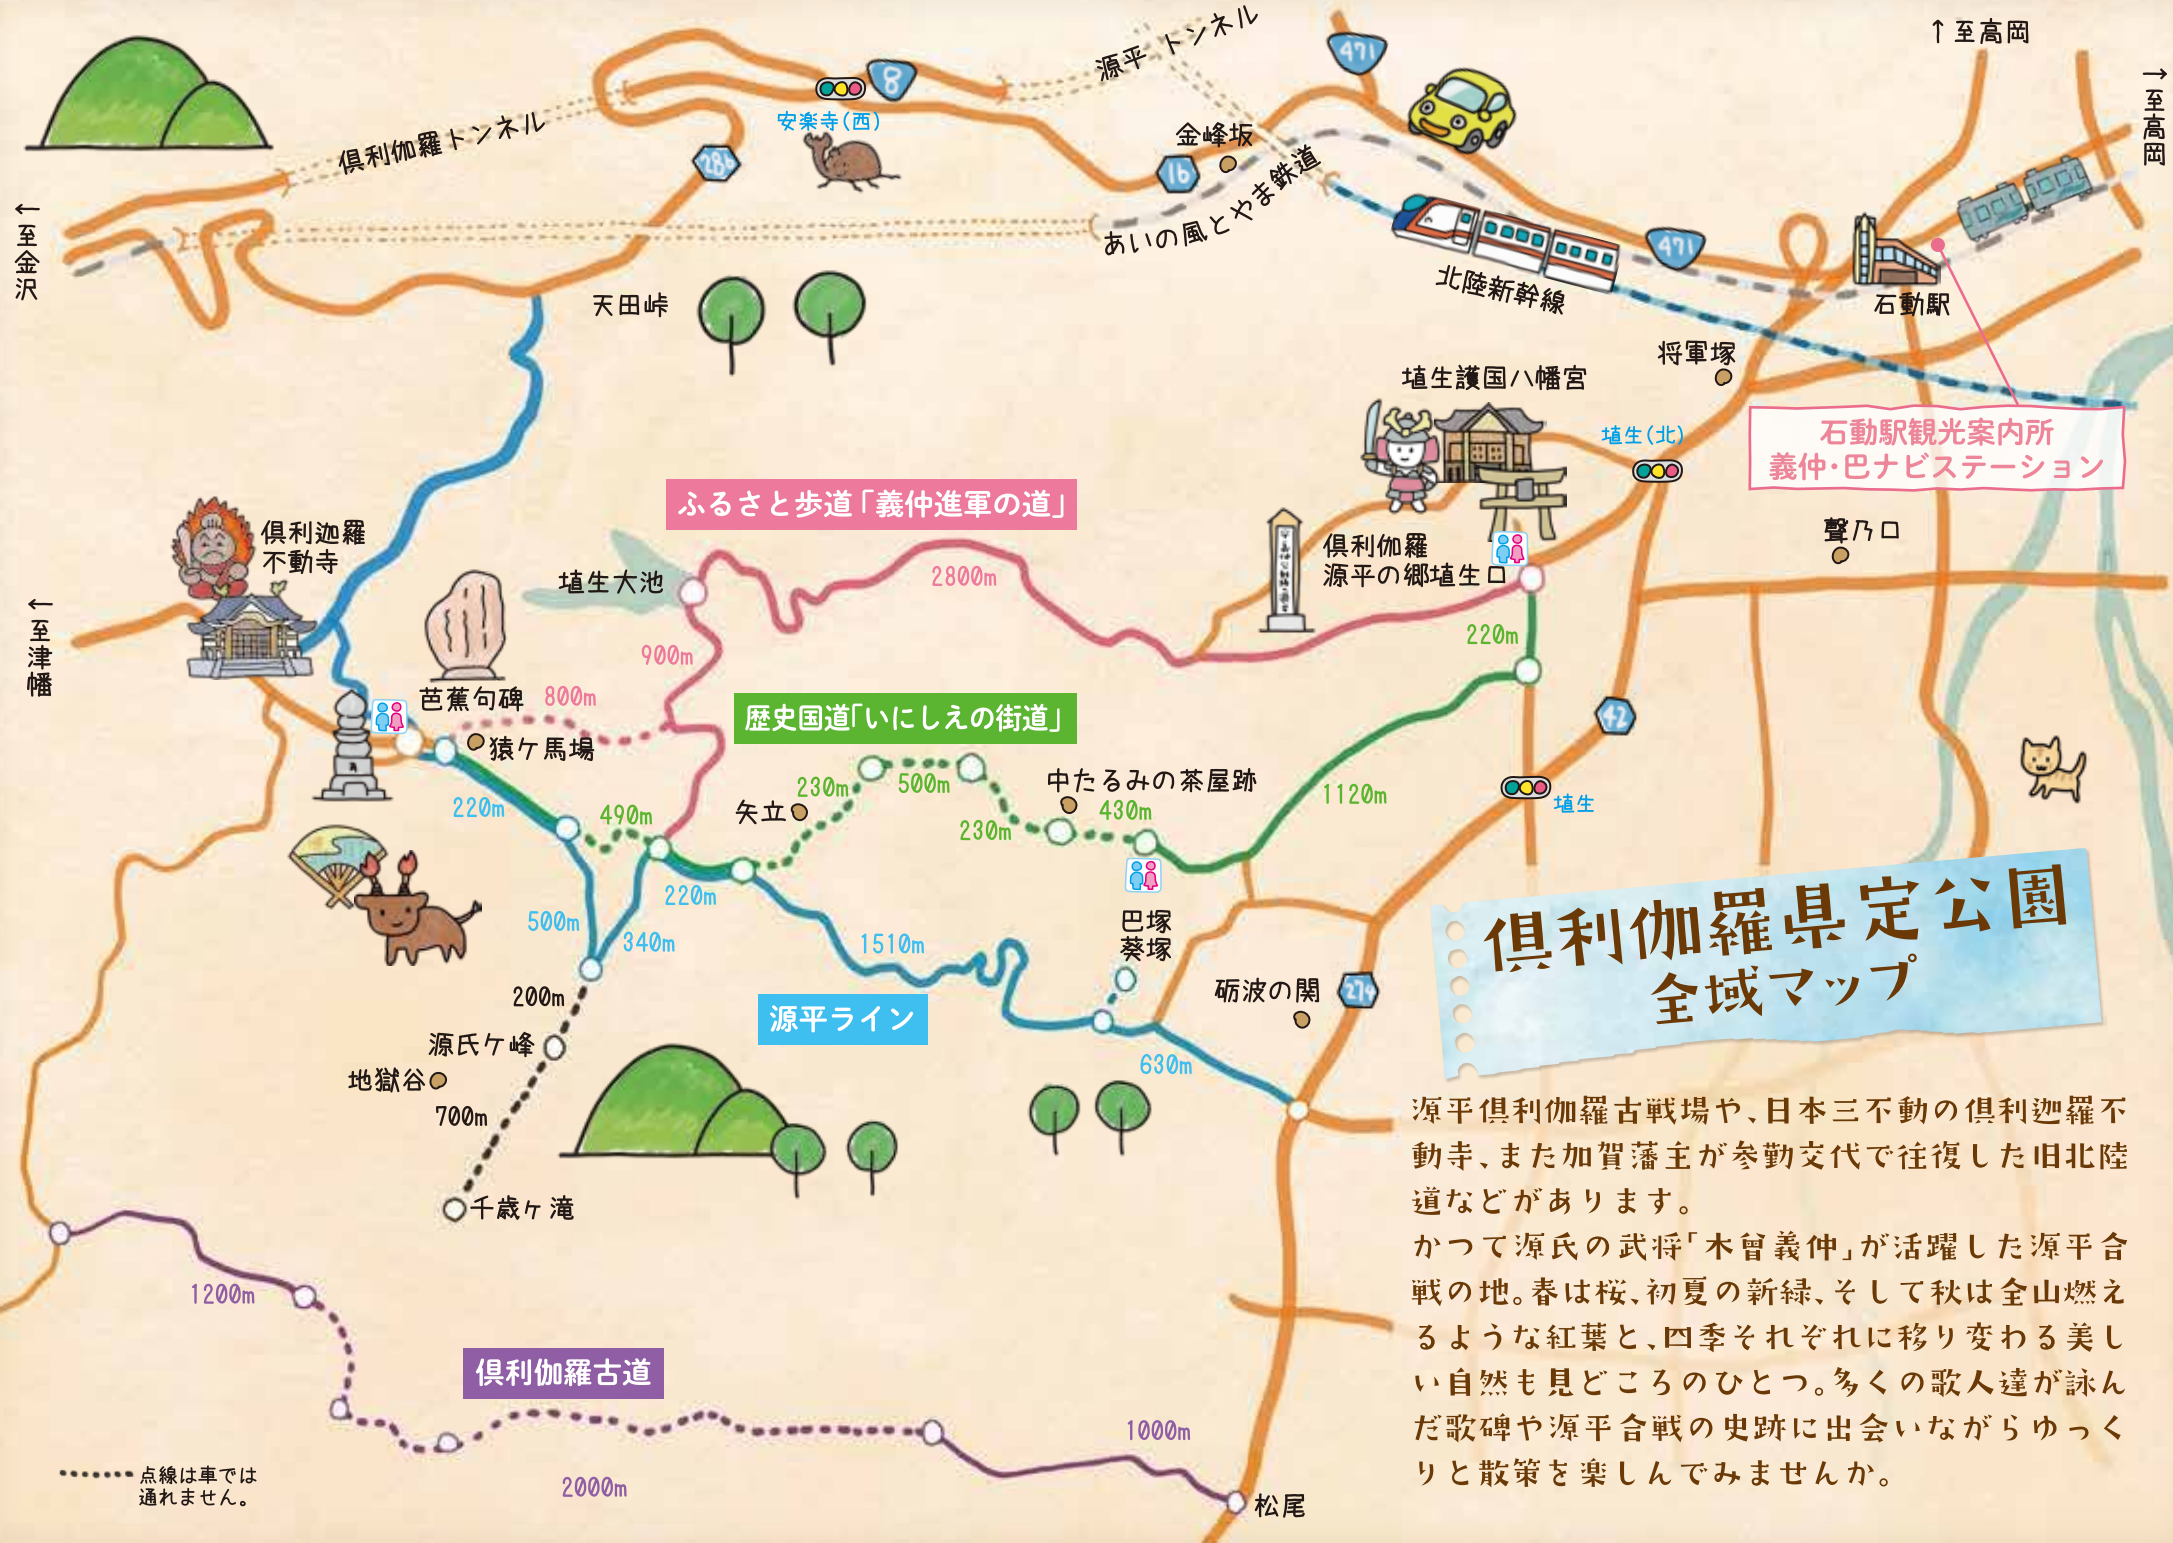 ↑至高岡
→至高岡
源平トンネル
471
8
安楽寺(西)
倶利伽羅トンネル
286
金峰坂
16
あいの風とやま鉄道
←至金沢
北陸新幹線
471
石動駅
天田峠
将軍塚
埴生護国八幡宮
石動駅観光案内所
義仲・巴ナビステーション
埴生(北)
ふるさと歩道「義仲進軍の道」
聲乃口
倶利迦羅
不動寺
倶利伽羅
源平の郷埴生口
埴生大池
2800m
←至津幡
220m
900m
芭蕉句碑
800m
歴史国道「いにしえの街道」
42
猿ケ馬場
中たるみの茶屋跡
230m
500m
430m
1120m
220m
490m
矢立
230m
埴生
220m
500m
340m
1510m
巴塚
葵塚
200m
砺波の関
274
源平ライン
源氏ケ峰
地獄谷
630m
700m
千歳ヶ滝
1200m
倶利伽羅古道
1000m
2000m
松尾
点線は車では
通れません。
倶利伽羅県定公園
全域マップ
源平倶利伽羅古戦場や、日本三不動の倶利迦羅不
動寺、また加賀藩主が参勤交代で往復した旧北陸
道などがあります。
かつて源氏の武将「木曾義仲」が活躍した源平合
戦の地。春は桜、初夏の新緑、そして秋は全山燃え
るような紅葉と、四季それぞれに移り変わる美し
い自然も見どころのひとつ。多くの歌人達が詠ん
だ歌碑や源平合戦の史跡に出会いながらゆっく
りと散策を楽しんでみませんか。